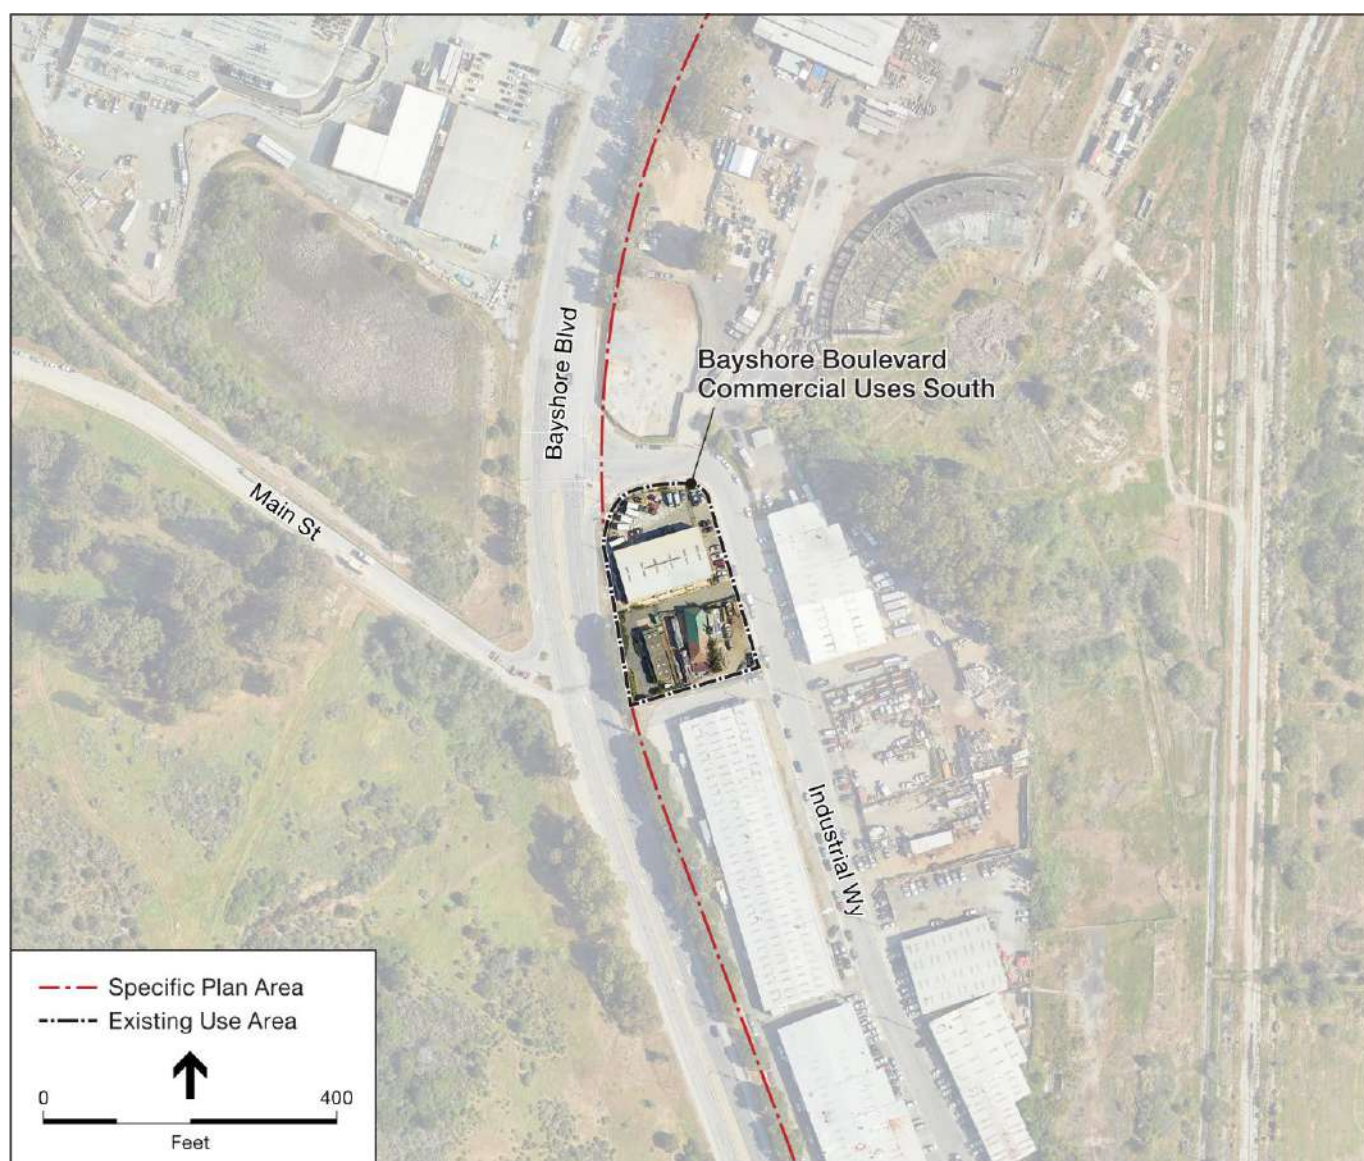 Bayshore Blvd
Bayshore Boulevard
Commercial Uses South
Main St
Industrial Wy
Specific Plan Area
Existing Use Area
0 400
Feet